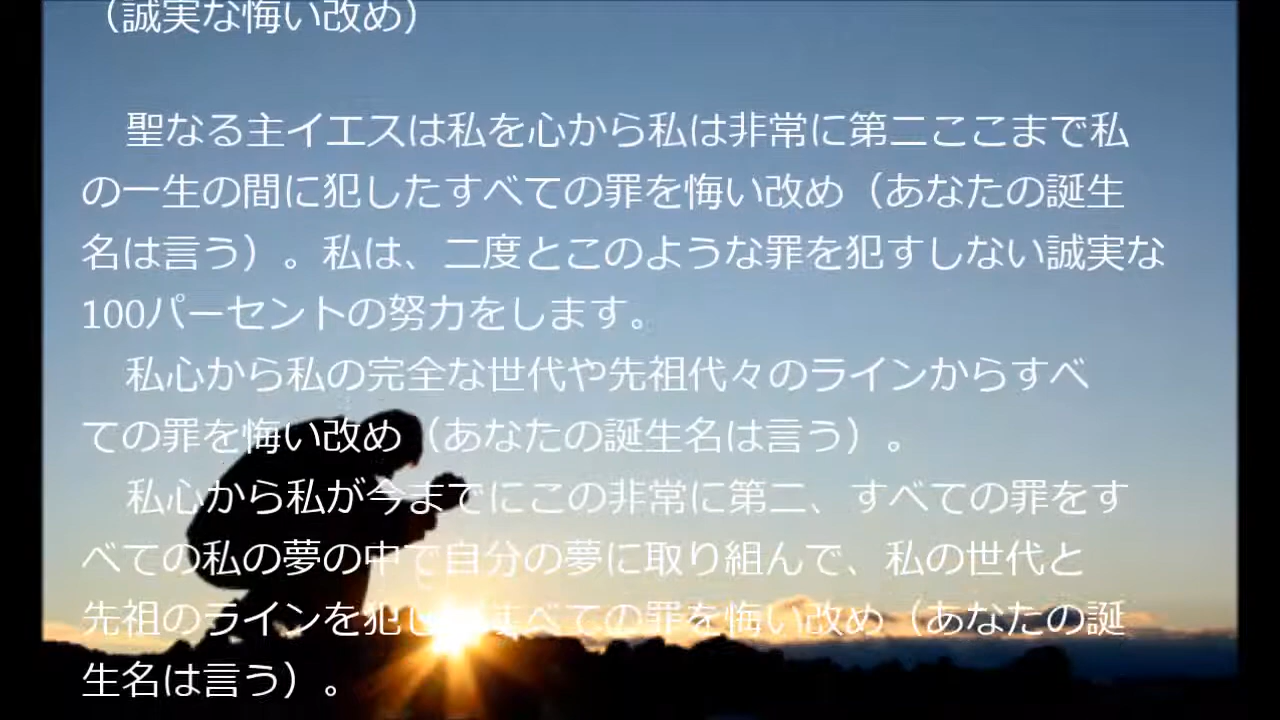 （誠実な悔い改め）
聖なる主イエスは私を心から私は非常に第二ここまで私
の一生の間に犯したすべての罪を悔い改め（あなたの誕生
名は言う）。私は、二度とこのような罪を犯すしない誠実な
100パーセントの努力をします。
私心から私の完全な世代や先祖代々のラインからすべ
ての罪を悔い改め（あなたの誕生名は言う）。
私心から私が今までにこの非常に第二、すべての罪をす
べての私の夢の中で自分の夢に取り組んで、私の世代と
先祖のラインを犯したすべての罪を悔い改め（あなたの誕
生名は言う）。